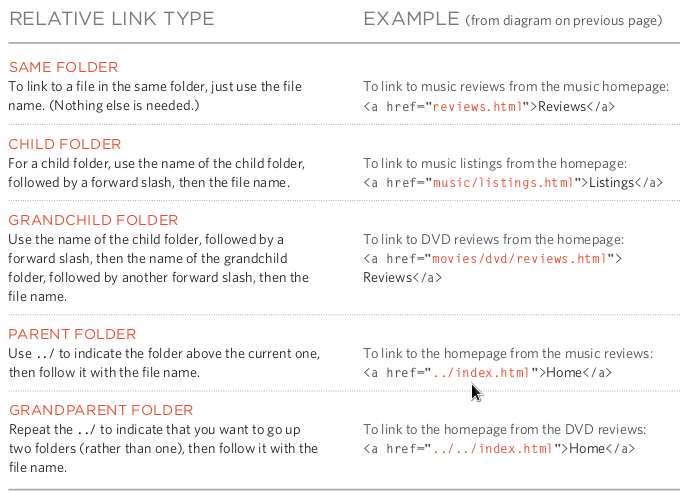 RELATIVE LINK TYPE
EXAMPLE (from diagram on previous page)
SAME FOLDER
To link to a file in the same folder, just use the file
name. (Nothing else is needed.)
To link to music reviews from the music homepage:
<a href="reviews.html">Reviews</a>
CHILD FOLDER
For a child folder, use the name of the child folder,
followed by a forward slash, then the file name.
To link to music listings from the homepage:
<a href="music/listings.html">Listings</a>
GRANDCHILD FOLDER
Use the name of the child folder, followed by a
forward slash, then the name of the grandchild
folder, followed by another forward slash, then the
file name.
To link to DVD reviews from the homepage:
<a href="movies/dvd/reviews.html">
Reviews</a>
PARENT FOLDER
Use ../ to indicate the folder above the current one,
then follow it with the file name.
To link to the homepage from the music reviews:
<a href="../index.html">Home</a>
GRANDPARENT FOLDER
Repeat the ../ to indicate that you want to go up
two folders (rather than one), then follow it with the
file name.
To link to the homepage from the DVD reviews:
<a href="../../index.html">Home</a>